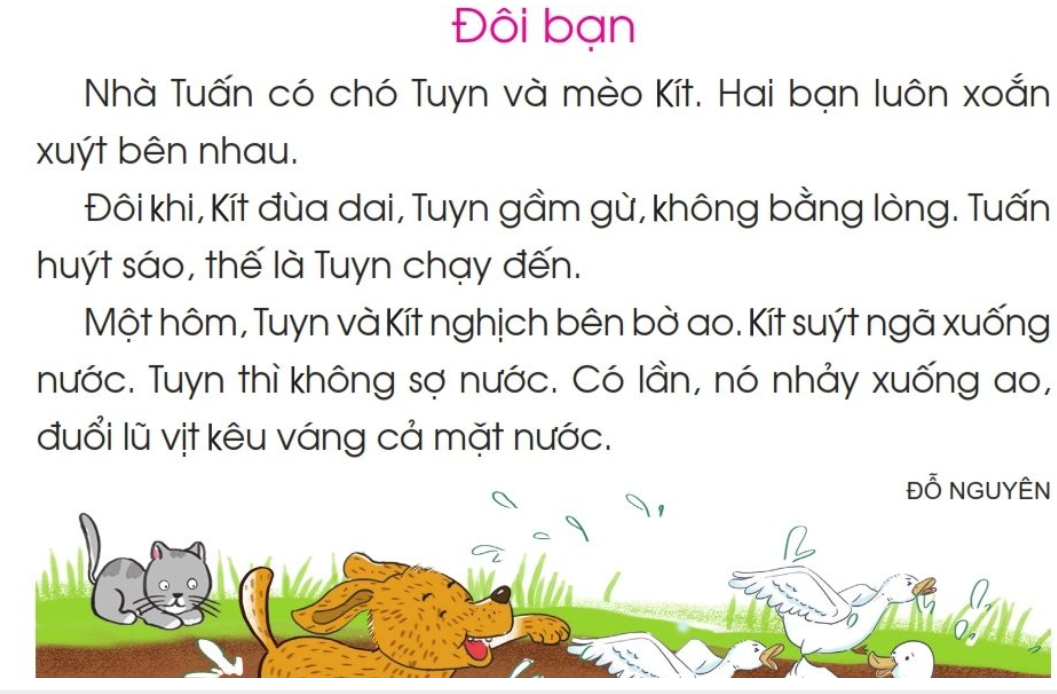 Đôi bạn
Nhà Tuấn có chó Tuyn và mèo Kít. Hai bạn luôn xoắn
xuýt bên nhau.
Đôi khi, Kít đùa dai, Tuyn gầm gừ, không bằng lòng. Tuấn
huýt sáo, thế là Tuyn chạy đến.
Một hôm, Tuyn và Kít nghịch bên bờ ao. Kít suýt ngã xuống
nước. Tuyn thì không sợ nước. Có lần, nó nhảy xuống ao,
đuổi lũ vịt kêu váng cả mặt nước.
ĐỖ NGUYÊN